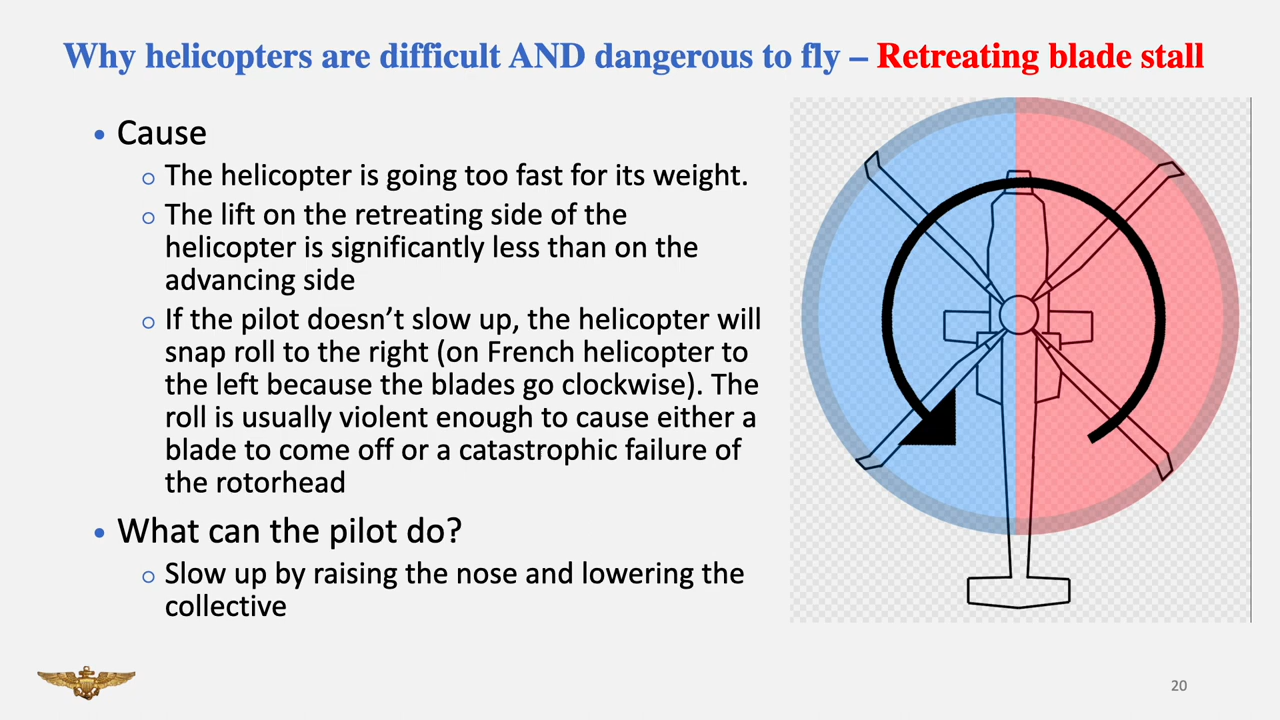 Why helicopters are difficult AND dangerous to fly – Retreating blade stall
• Cause
○ The helicopter is going too fast for its weight.
○ The lift on the retreating side of the
helicopter is significantly less than on the
advancing side
○ If the pilot doesn’t slow up, the helicopter will
snap roll to the right (on French helicopter to
the left because the blades go clockwise). The
roll is usually violent enough to cause either a
blade to come off or a catastrophic failure of
the rotorhead
• What can the pilot do?
○ Slow up by raising the nose and lowering the
collective
20